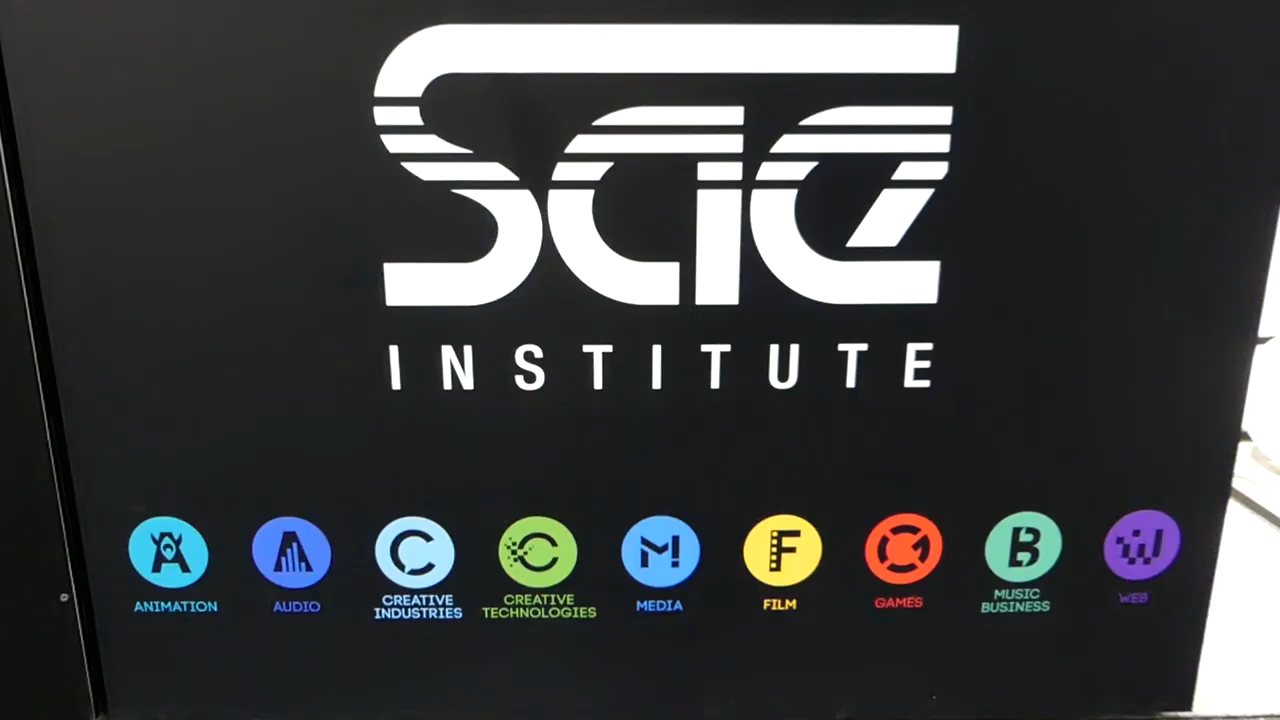 sae
INSTITUTE
ANIMATION
AUDIO
CREATIVE
INDUSTRIES
CREATIVE
TECHNOLOGIES
MEDIA
FILM
GAMES
MUSIC
BUSINESS
WEB